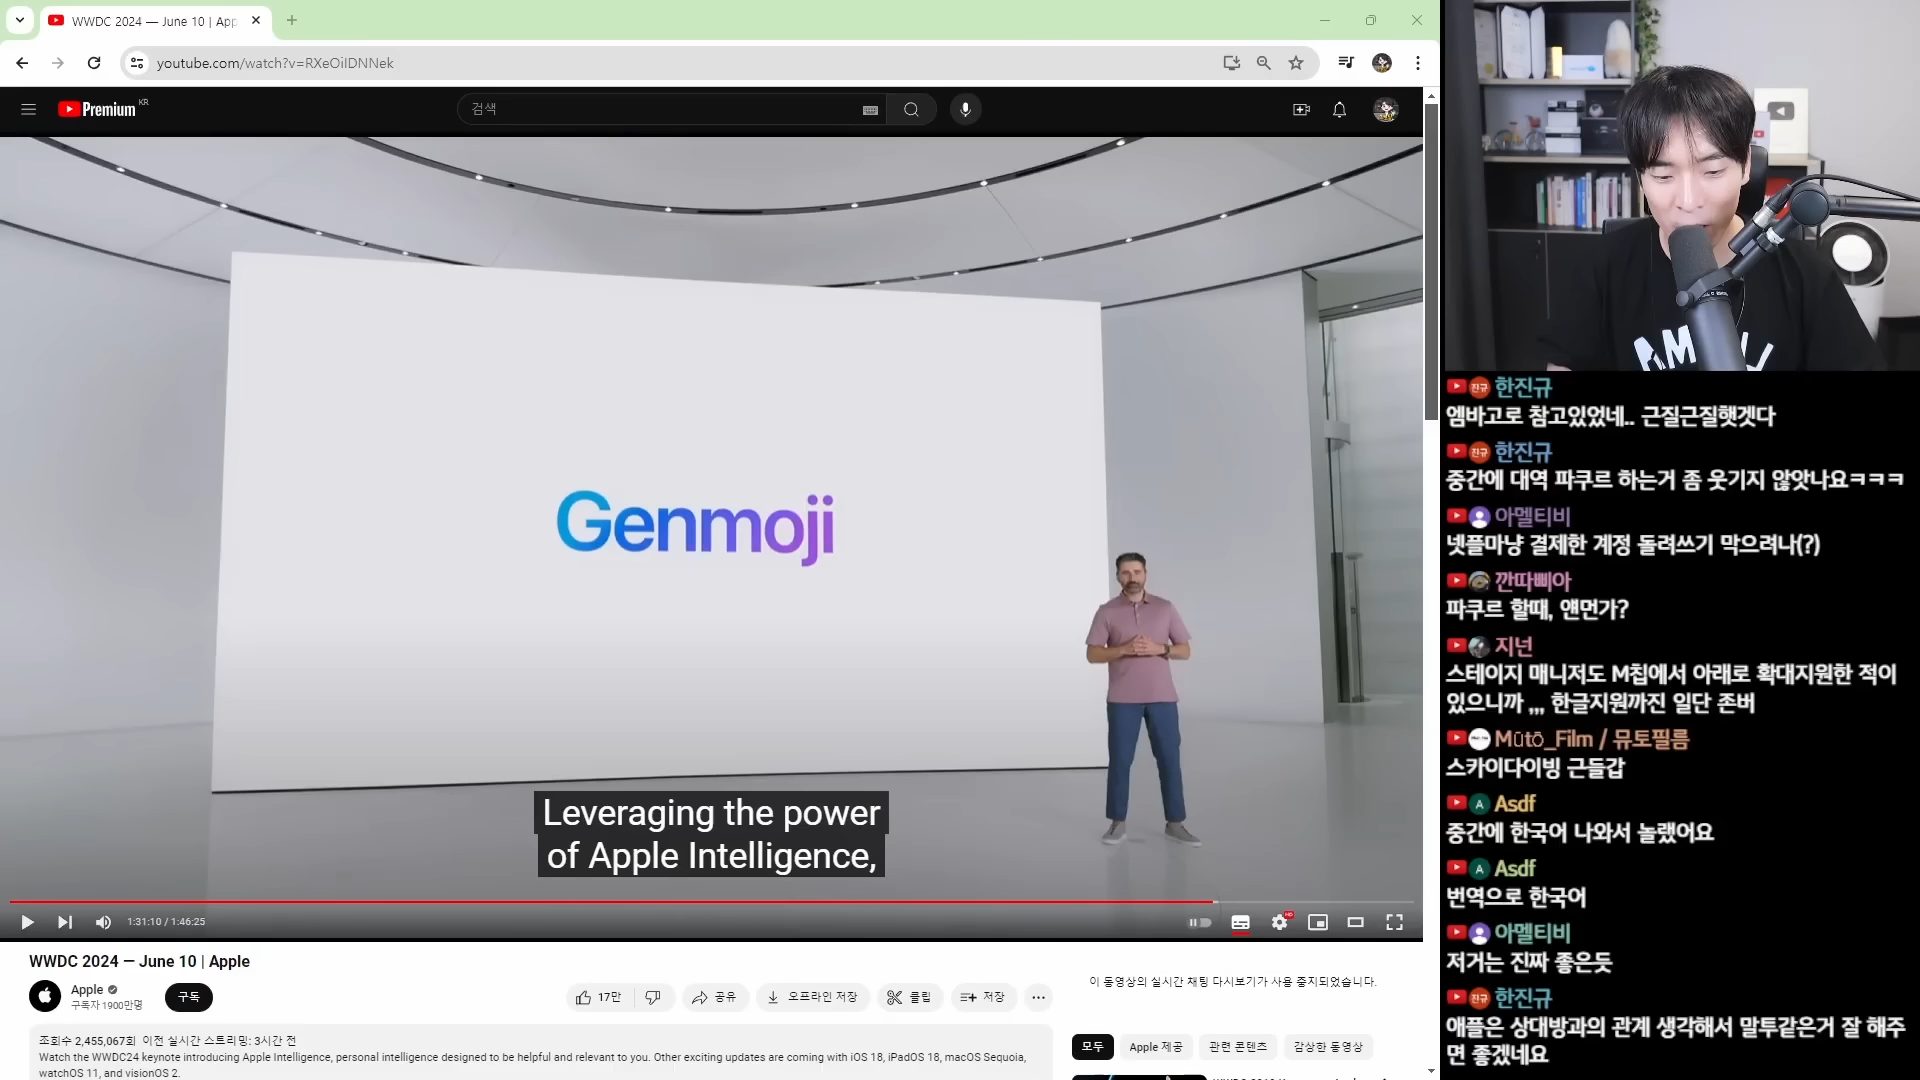 WWDC 2024 — June 10 | App
youtube.com/watch?v=RXeOiIDNNek
Premium KR
검색
Genmoji
Leveraging the power
of Apple Intelligence,
1:31:10 / 1:46:25
WWDC 2024 — June 10 | Apple
Apple
구독자 1900만명
구독
17만
공유
오프라인 저장
클립
저장
조회수 2,455,067회 이전 실시간 스트리밍: 3시간 전
Watch the WWDC24 keynote introducing Apple Intelligence, personal intelligence designed to be helpful and relevant to you. Other exciting updates are coming with iOS 18, iPadOS 18, macOS Sequoia,
watchOS 11, and visionOS 2.
이 동영상의 실시간 채팅 다시보기가 사용 중지되었습니다.
모두
Apple 제공
관련 콘텐츠
감상한 동영상
진규 한진규
엠바고로 참고있었네.. 근질근질햇겟다
진규 한진규
중간에 대역 파쿠르 하는거 좀 웃기지 않앗나요ㅋㅋㅋ
아멜티비
넷플마냥 결제한 계정 돌려쓰기 막으려나(?)
깐따삐아
파쿠르 할때, 앤먼가?
지넌
스테이지 매니저도 M칩에서 아래로 확대지원한 적이
있으니까 ,,, 한글지원까진 일단 존버
Mūtō_Film / 뮤토필름
스카이다이빙 근들갑
A Asdf
중간에 한국어 나와서 놀랬어요
A Asdf
번역으로 한국어
아멜티비
저거는 진짜 좋은듯
진규 한진규
애플은 상대방과의 관계 생각해서 말투같은거 잘 해주
면 좋겠네요